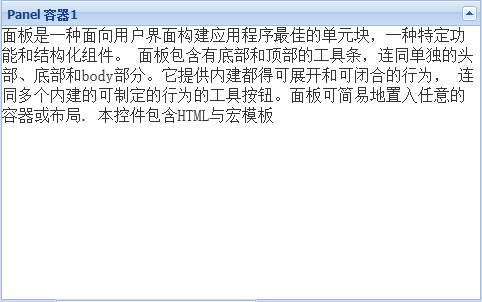 Panel 容器1
面板是一种面向用户界面构建应用程序最佳的单元块，一种特定功
能和结构化组件。 面板包含有底部和顶部的工具条，连同单独的头
部、底部和body部分。它提供内建都得可展开和可闭合的行为， 连
同多个内建的可制定的行为的工具按钮。面板可简易地置入任意的
容器或布局. 本控件包含HTML与宏模板